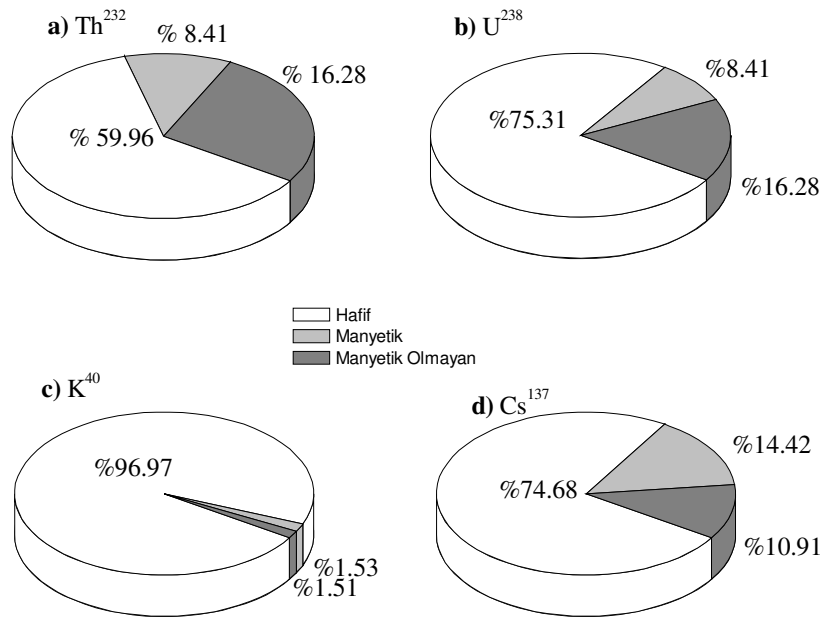 a) Th232
% 8.41
% 16.28
% 59.96
b) U238
%8.41
%75.31
%16.28
Hafif
Manyetik
Manyetik Olmayan
c) K40
%96.97
%1.53
%1.51
d) Cs137
%14.42
%74.68
%10.91